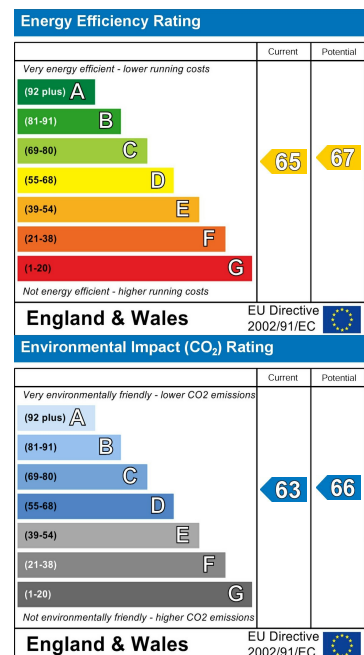 Energy Efficiency Rating
Current Potential
Very energy efficient - lower running costs
(92 plus) A
(81-91) B
(69-80) C
(55-68) D
(39-54) E
(21-38) F
(1-20) G
65 67
Not energy efficient - higher running costs
England & Wales
EU Directive
2002/91/EC
Environmental Impact (CO₂) Rating
Current Potential
Very environmentally friendly - lower CO2 emissions
(92 plus) A
(81-91) B
(69-80) C
(55-68) D
(39-54) E
(21-38) F
(1-20) G
63 66
Not environmentally friendly - higher CO2 emissions
England & Wales
EU Directive
2002/91/EC